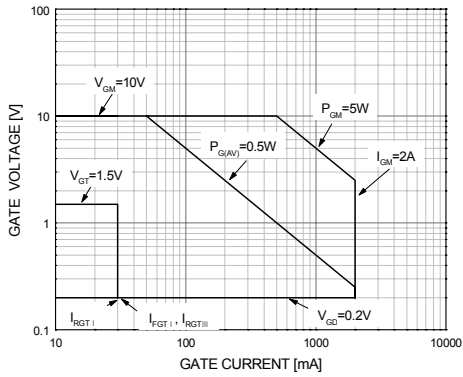 100
V_GM=10V
10
P_GM=5W
P_G(AV)=0.5W
I_GM=2A
V_GT=1.5V
GATE VOLTAGE [V]
1
I_RGT I
I_FGT I , I_RGT III
V_GD=0.2V
0.1
10
100
1000
10000
GATE CURRENT [mA]